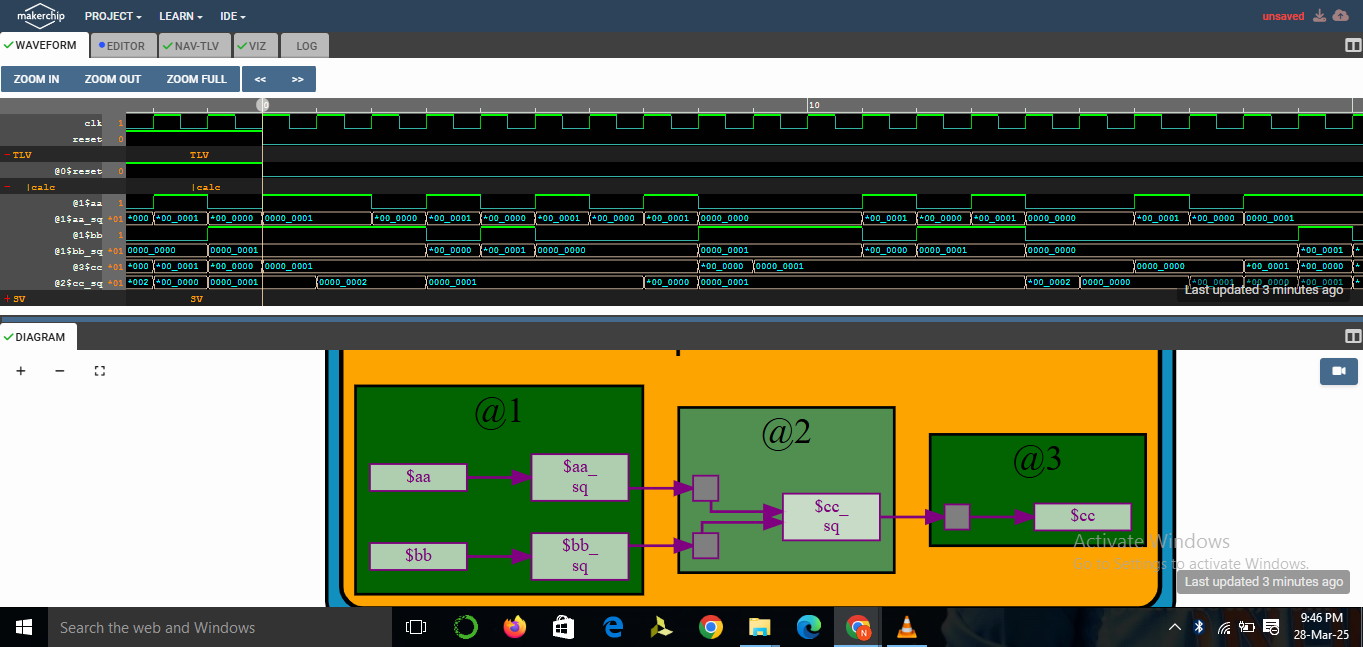 makerchip PROJECT LEARN IDE unsaved
WAVEFORM EDITOR NAV-TLV VIZ LOG
ZOOM IN ZOOM OUT ZOOM FULL << >>
0 10
clk 1
reset 0
TLV TLV
@0$reset 0
|calc |calc
@1$aa 1
@1$aa_sq *01 *000 *00_0001 *00_0000 0000_0001 *00_0000 *00_0001 *00_0000 *00_0001 *00_0000 *00_0001 0000_0000 *00_0001 *00_0000 *00_0001 0000_0000 *00_0001 *00_0000 0000_0001
@1$bb 1
@1$bb_sq *01 0000_0000 0000_0001 *00_0000 *00_0001 0000_0000 0000_0001 *00_0000 0000_0001 0000_0000 *00_0001 *
@3$cc *01 *000 *00_0001 *00_0000 0000_0001 *00_0000 0000_0001 0000_0000 *00_0001 *00_0000 *
@2$cc_sq *01 *002 *00_0000 0000_0001 0000_0002 0000_0001 *00_0000 0000_0001 *00_0002 0000_0000 *00_0001 *00_0000 *00_0001 *
Last updated 3 minutes ago
SV SV
DIAGRAM
+ −
@1 @2 @3
$aa $aa_
sq
$bb $bb_
sq
$cc_
sq
$cc
Activate Windows
Go to Settings to activate Windows.
Last updated 3 minutes ago
Search the web and Windows
9:46 PM
28-Mar-25